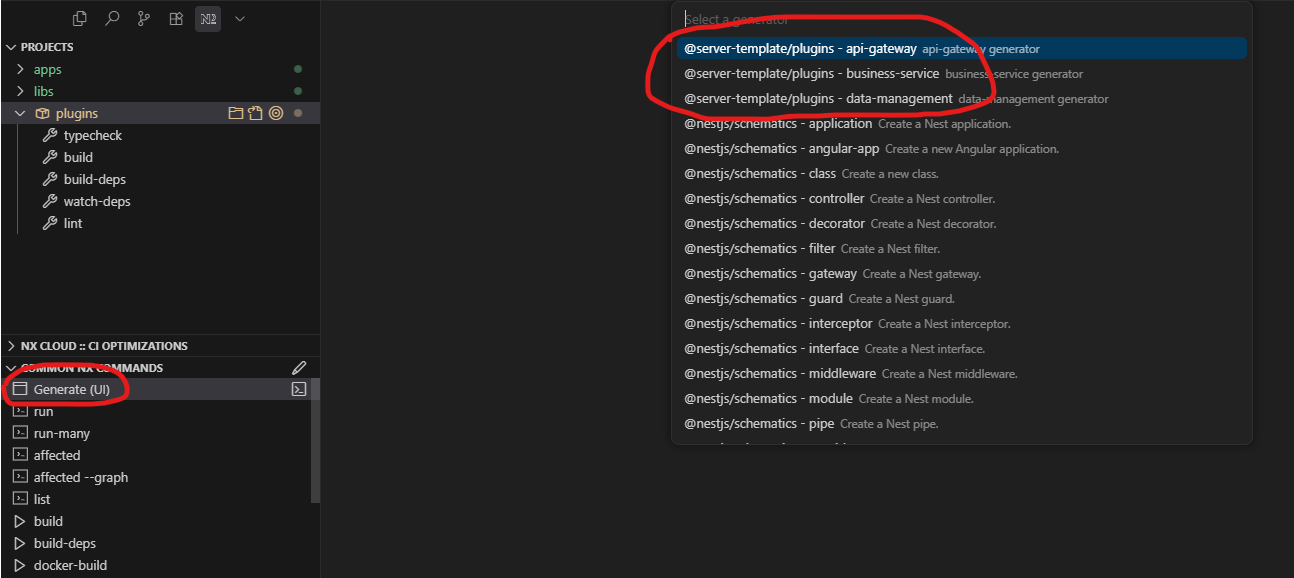 PROJECTS
apps
libs
plugins
typecheck
build
build-deps
watch-deps
lint
NX CLOUD :: CI OPTIMIZATIONS
COMMON NX COMMANDS
Generate (UI)
run
run-many
affected
affected --graph
list
build
build-deps
docker-build
Select a generator
@server-template/plugins - api-gateway api-gateway generator
@server-template/plugins - business-service business-service generator
@server-template/plugins - data-management data-management generator
@nestjs/schematics - application Create a Nest application.
@nestjs/schematics - angular-app Create a new Angular application.
@nestjs/schematics - class Create a new class.
@nestjs/schematics - controller Create a Nest controller.
@nestjs/schematics - decorator Create a Nest decorator.
@nestjs/schematics - filter Create a Nest filter.
@nestjs/schematics - gateway Create a Nest gateway.
@nestjs/schematics - guard Create a Nest guard.
@nestjs/schematics - interceptor Create a Nest interceptor.
@nestjs/schematics - interface Create a Nest interface.
@nestjs/schematics - middleware Create a Nest middleware.
@nestjs/schematics - module Create a Nest module.
@nestjs/schematics - pipe Create a Nest pipe.